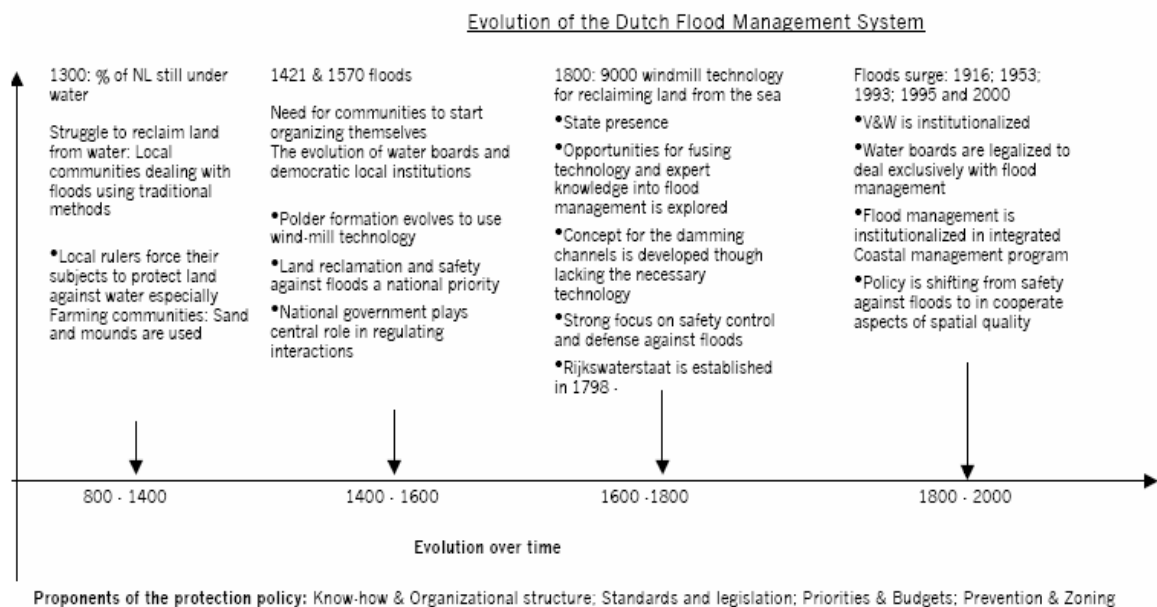 Evolution of the Dutch Flood Management System
1300: % of NL still under
water
Struggle to reclaim land
from water: Local
communities dealing with
floods using traditional
methods
•Local rulers force their
subjects to protect land
against water especially
Farming communities: Sand
and mounds are used
1421 & 1570 floods
Need for communities to start
organizing themselves
The evolution of water boards and
democratic local institutions
•Polder formation evolves to use
wind-mill technology
•Land reclamation and safety
against floods a national priority
•National government plays
central role in regulating
interactions
1800: 9000 windmill technology
for reclaiming land from the sea
•State presence
•Opportunities for fusing
technology and expert
knowledge into flood
management is explored
•Concept for the damming
channels is developed though
lacking the necessary
technology
•Strong focus on safety control
and defense against floods
•Rijkswaterstaat is established
in 1798 -
Floods surge: 1916; 1953;
1993; 1995 and 2000
•V&W is institutionalized
•Water boards are legalized to
deal exclusively with flood
management
•Flood management is
institutionalized in integrated
Coastal management program
•Policy is shifting from safety
against floods to in cooperate
aspects of spatial quality
800 - 1400
1400 - 1600
1600 -1800
1800 - 2000
Evolution over time
Proponents of the protection policy: Know-how & Organizational structure; Standards and legislation; Priorities & Budgets; Prevention & Zoning